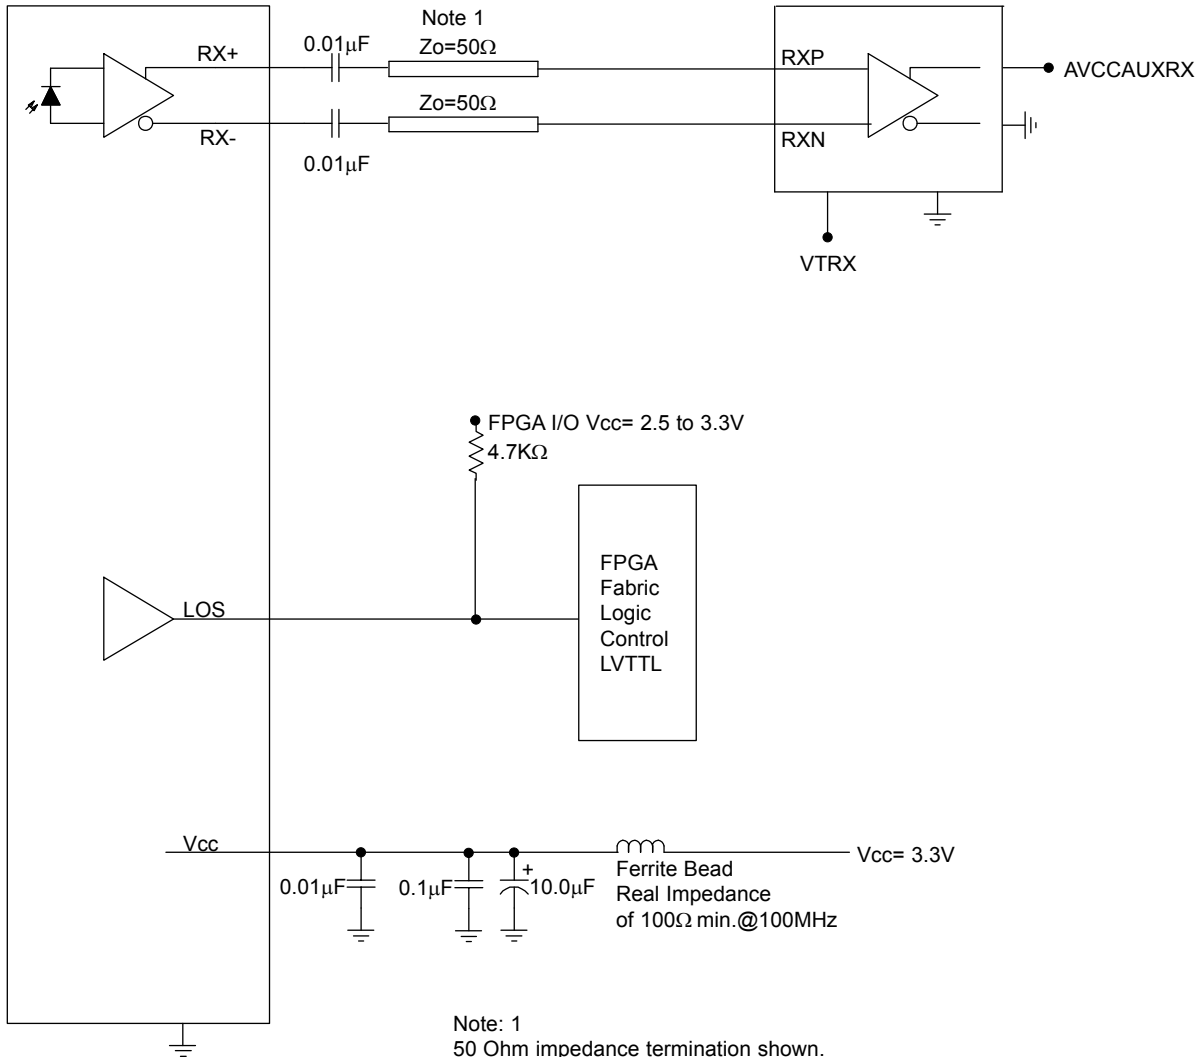 Note 1
0.01μF
Zo=50Ω
RX+
RXP
AVCCAUXRX
Zo=50Ω
RX-
RXN
0.01μF
VTRX
FPGA I/O Vcc= 2.5 to 3.3V
4.7KΩ
FPGA
Fabric
Logic
Control
LVTTL
LOS
Vcc
Vcc= 3.3V
0.01μF
0.1μF
+
10.0μF
Ferrite Bead
Real Impedance
of 100Ω min.@100MHz
Note: 1
50 Ohm impedance termination shown.